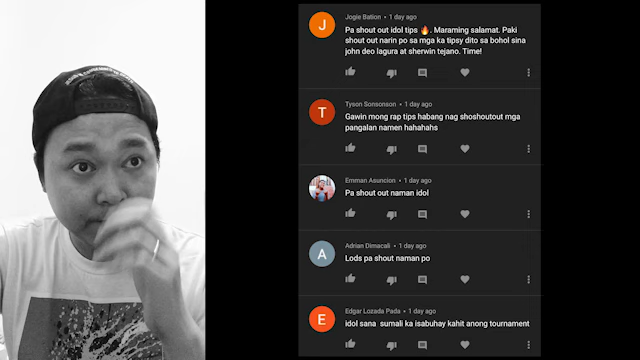 J
Jogie Bation • 1 day ago
Pa shout out idol tips 🔥. Maraming salamat. Paki
shout out narin po sa mga ka tipsy dito sa bohol sina
john deo lagura at sherwin tejano. Time!
T
Tyson Sonsonson • 1 day ago
Gawin mong rap tips habang nag shoshoutout mga
pangalan namen hahahahs
Emman Asuncion • 1 day ago
Pa shout out naman idol
A
Adrian Dimacali • 1 day ago
Lods pa shout naman po
E
Edgar Lozada Pada • 1 day ago
idol sana sumali ka isabuhay kahit anong tournament